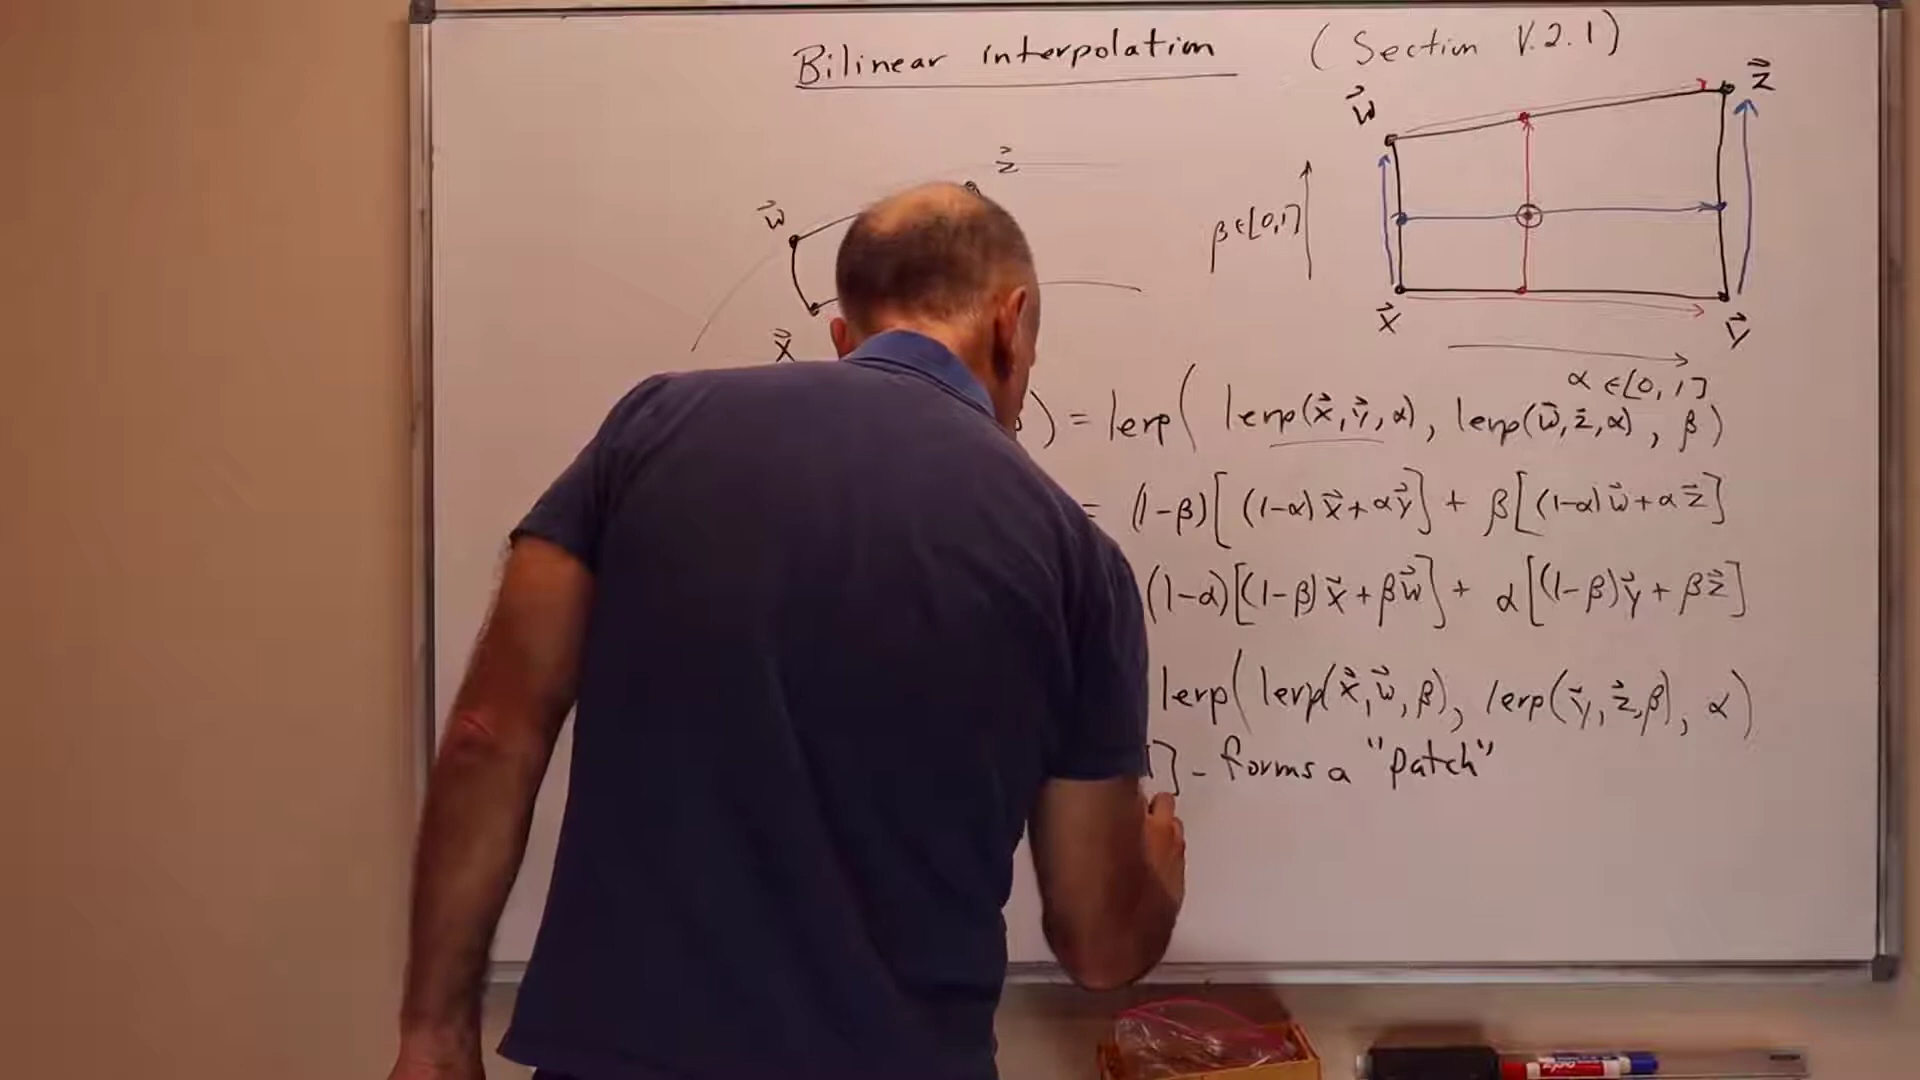 Bilinear interpolation (Section V.2.1)
w⃗ z⃗
z⃗
w⃗
β∈[0,1]
x⃗ y⃗
x⃗
α∈[0,1]
) = lerp( lerp(x⃗,y⃗,α), lerp(w⃗,z⃗,α), β)
= (1-β)[(1-α)x⃗+αy⃗] + β[(1-α)w⃗+αz⃗]
(1-α)[(1-β)x⃗+βw⃗] + α[(1-β)y⃗+βz⃗]
lerp(lerp(x⃗,w⃗,β), lerp(y⃗,z⃗,β), α)
1] - forms a "patch"